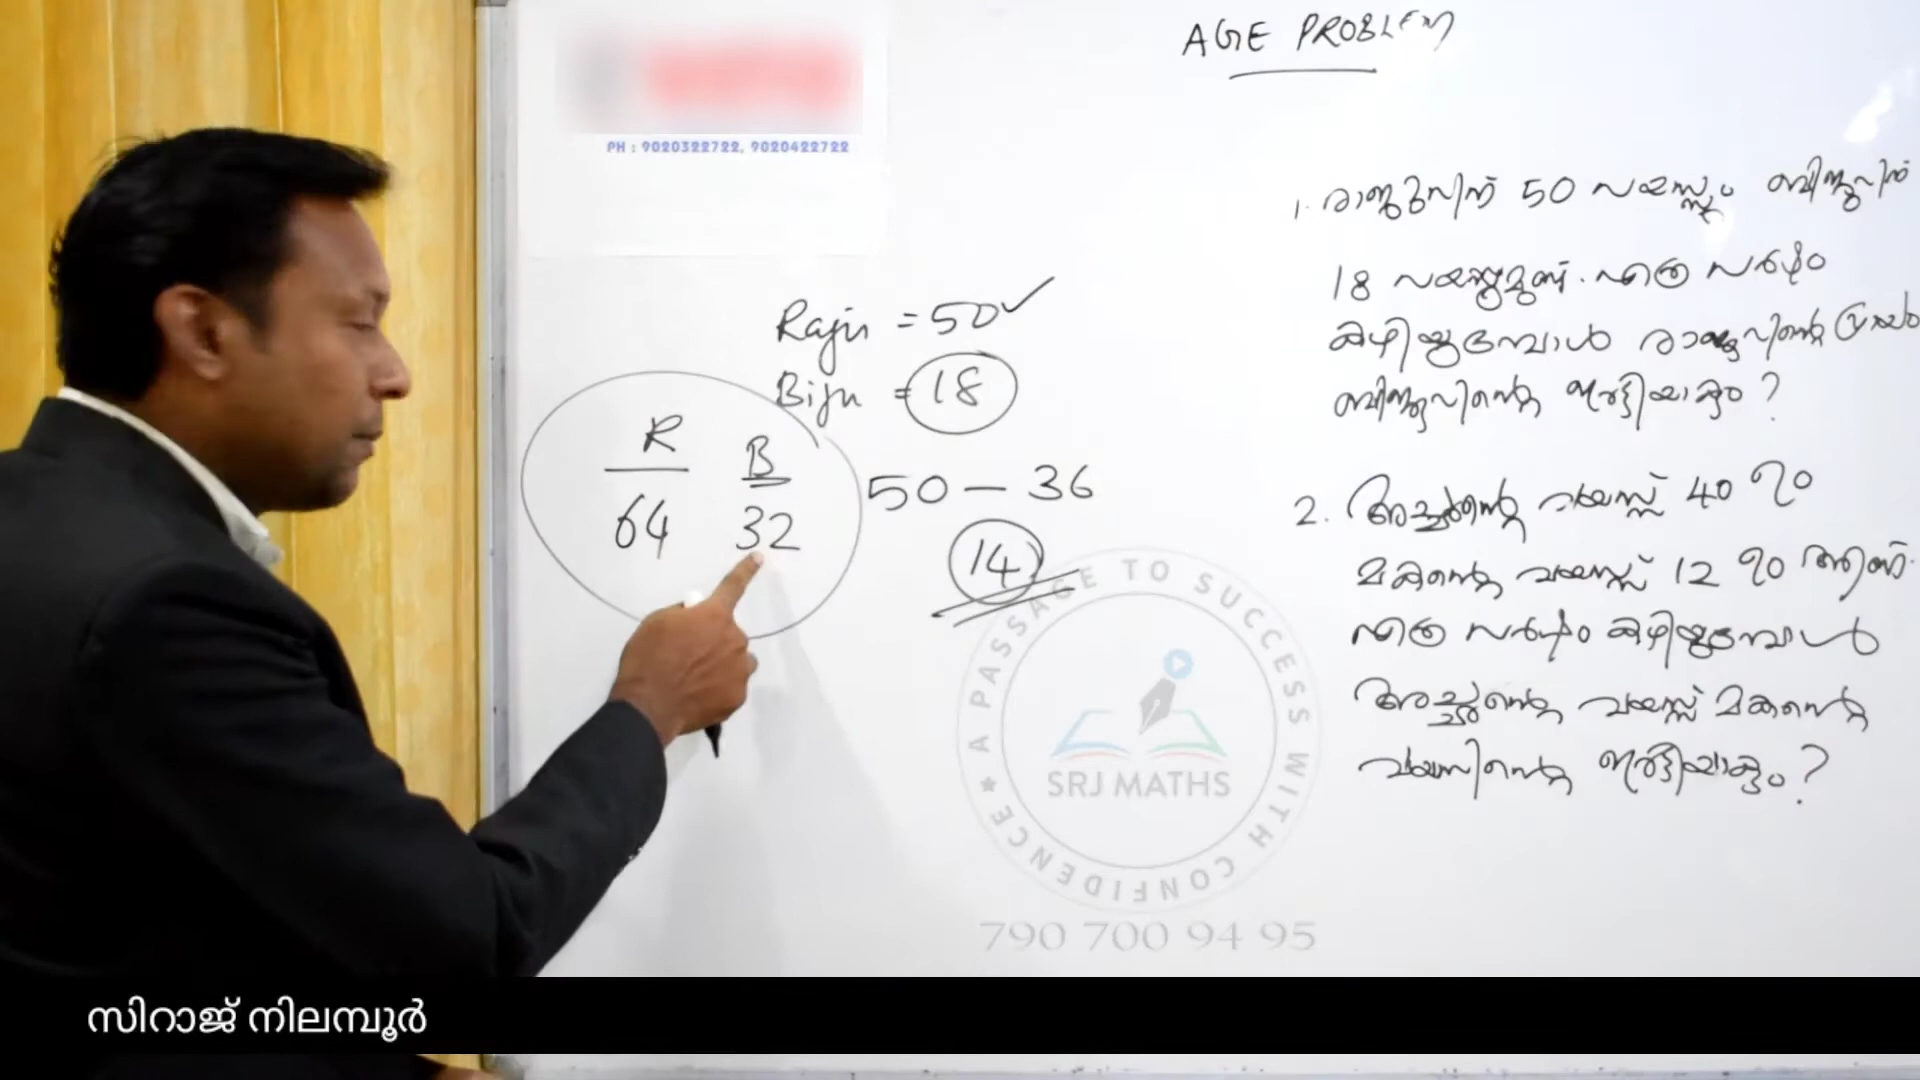 AGE PROBLEM
PH : 9020322722, 9020422722
Raju = 50 ✓
Biju = 18
R B
64 32
50 - 36
14
1. രാജുവിന് 50 വയസ്സും ബിജുവിന്
18 വയസ്സുമുണ്ട്. എത്ര വർഷം
കഴിയുമ്പോൾ രാജുവിന്റെ പ്രായം
ബിജുവിന്റെ ഇരട്ടിയാകും ?
2. അച്ഛന്റെ വയസ്സ് 40 ഉം
മകന്റെ വയസ്സ് 12 ഉം ആണ്.
എത്ര വർഷം കഴിയുമ്പോൾ
അച്ഛന്റെ വയസ്സ് മകന്റെ
വയസിന്റെ ഇരട്ടിയാകും ?
A PASSAGE TO SUCCESS WITH CONFIDENCE
SRJ MATHS
790 700 94 95
സിറാജ് നിലമ്പൂർ